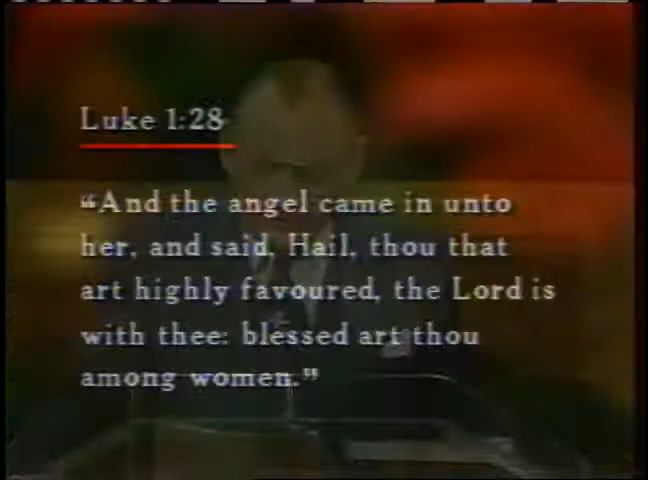 Luke 1:28
“And the angel came in unto
her, and said, Hail, thou that
art highly favoured, the Lord is
with thee: blessed art thou
among women.”